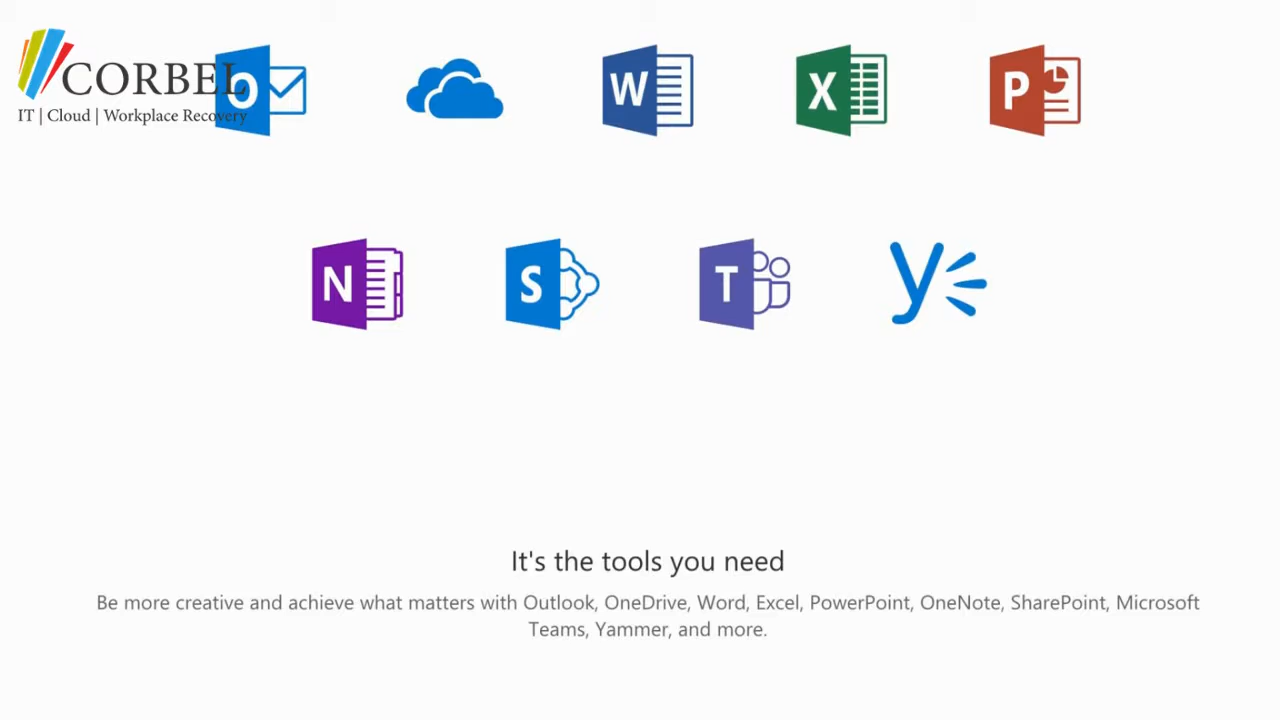 CORBEL
IT | Cloud | Workplace Recovery
O
W
X
P
N
S
T
y
It's the tools you need
Be more creative and achieve what matters with Outlook, OneDrive, Word, Excel, PowerPoint, OneNote, SharePoint, Microsoft
Teams, Yammer, and more.